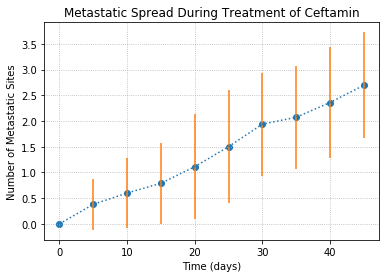 Metastatic Spread During Treatment of Ceftamin
3.5
3.0
2.5
2.0
1.5
1.0
0.5
0.0
Number of Metastatic Sites
0 10 20 30 40
Time (days)